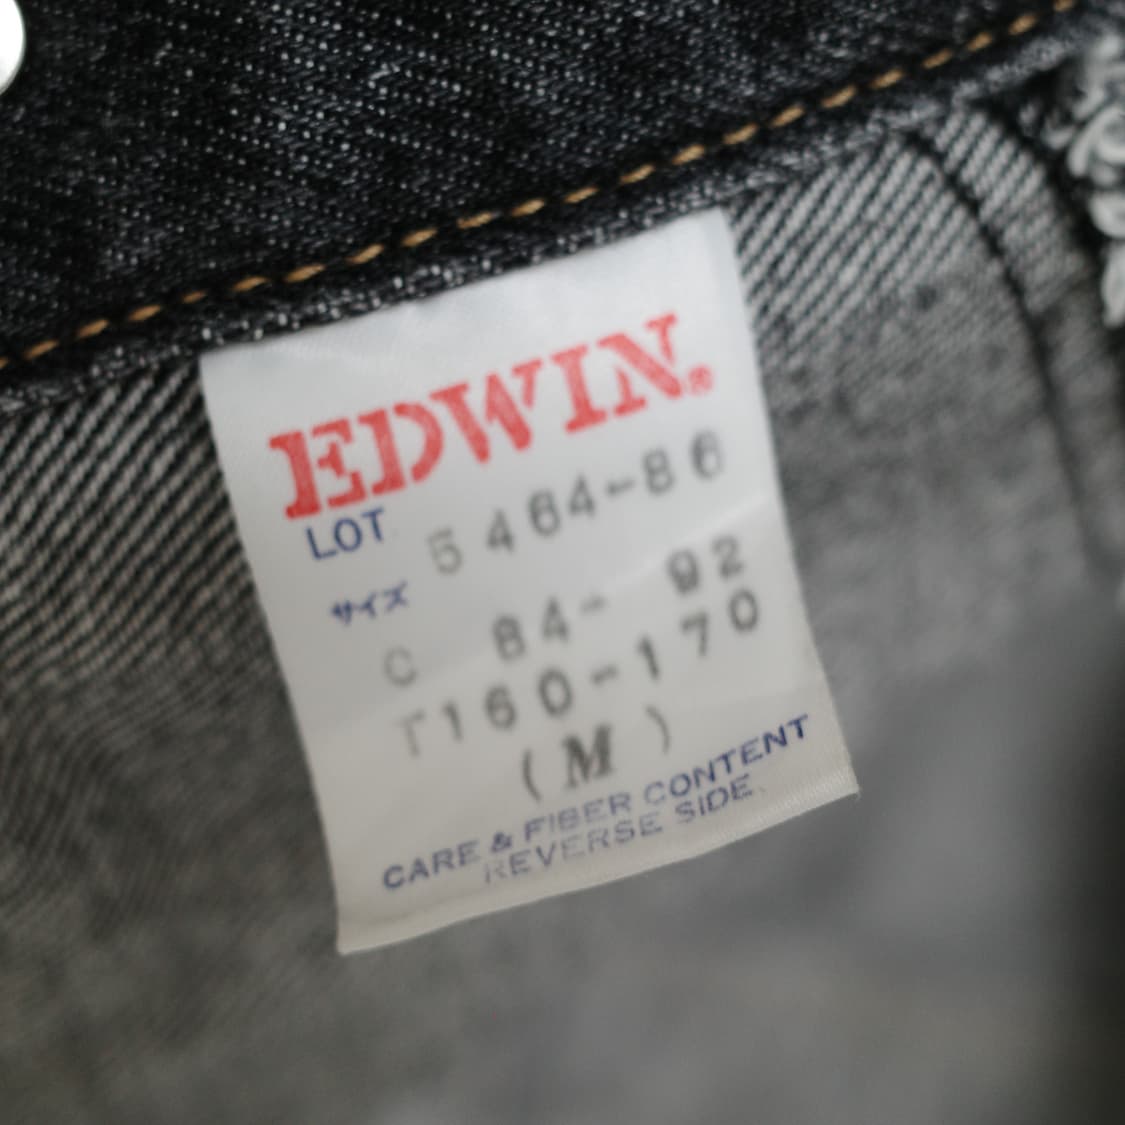 EDWIN®
LOT 5464-86
サイズ
C 84- 92
T160-170
(M)
CARE & FIBER CONTENT
REVERSE SIDE.